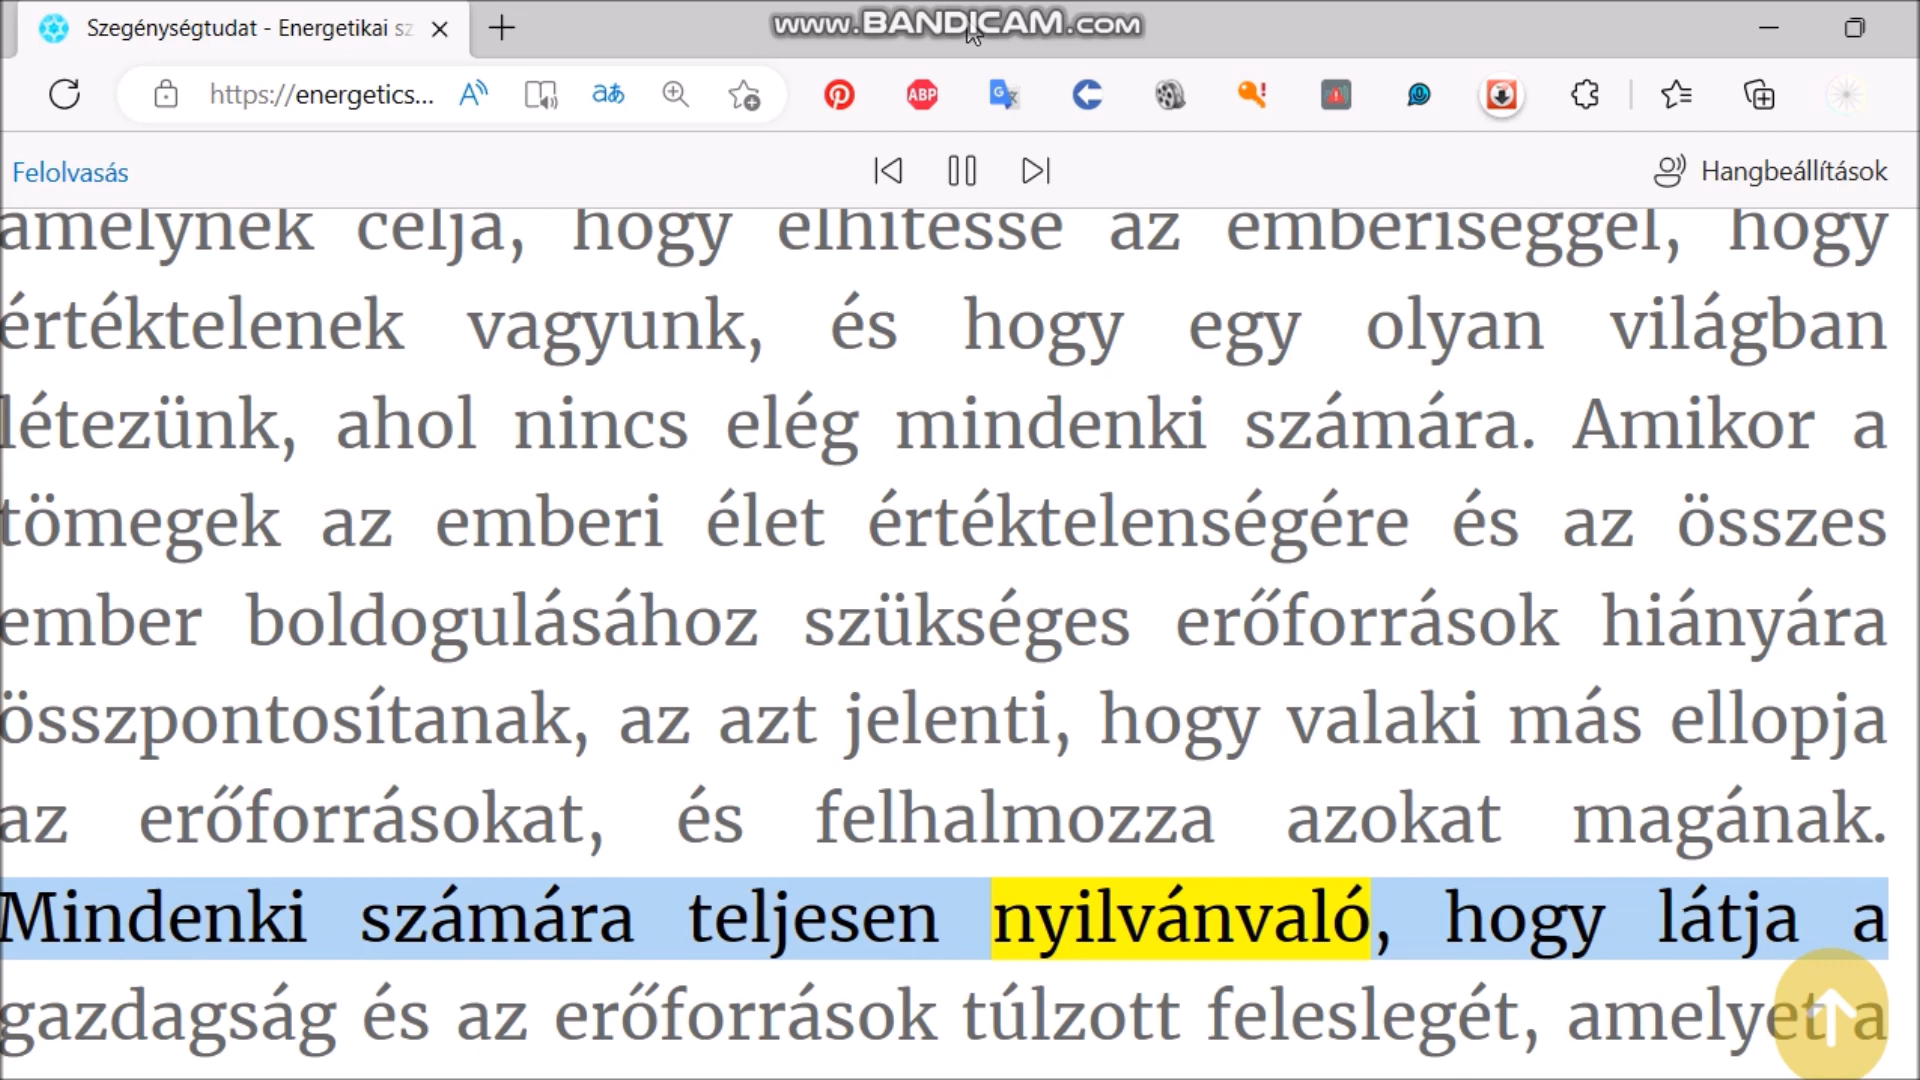 Szegénységtudat - Energetikai sz
www.BANDICAM.com
https://energetics...
Felolvasás
Hangbeállítások
amelynek célja, hogy elhitesse az emberiséggel, hogy
értéktelenek vagyunk, és hogy egy olyan világban
létezünk, ahol nincs elég mindenki számára. Amikor a
tömegek az emberi élet értéktelenségére és az összes
ember boldogulásához szükséges erőforrások hiányára
összpontosítanak, az azt jelenti, hogy valaki más ellopja
az erőforrásokat, és felhalmozza azokat magának.
Mindenki számára teljesen nyilvánvaló, hogy látja a
gazdagság és az erőforrások túlzott feleslegét, amelyet a